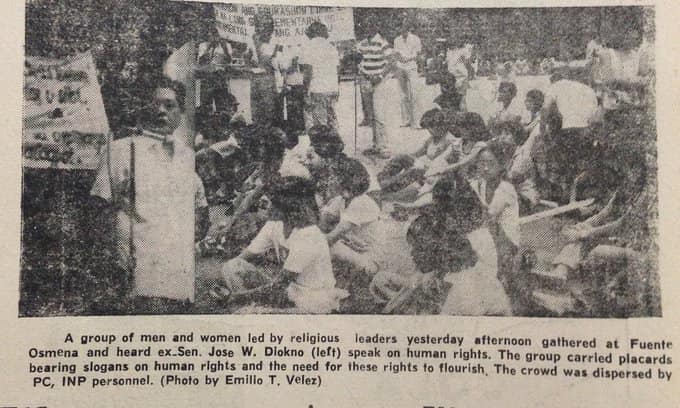 A group of men and women led by religious leaders yesterday afternoon gathered at Fuente
Osmena and heard ex-Sen. Jose W. Diokno (left) speak on human rights. The group carried placards
bearing slogans on human rights and the need for these rights to flourish. The crowd was dispersed by
PC, INP personnel. (Photo by Emilio T. Velez)